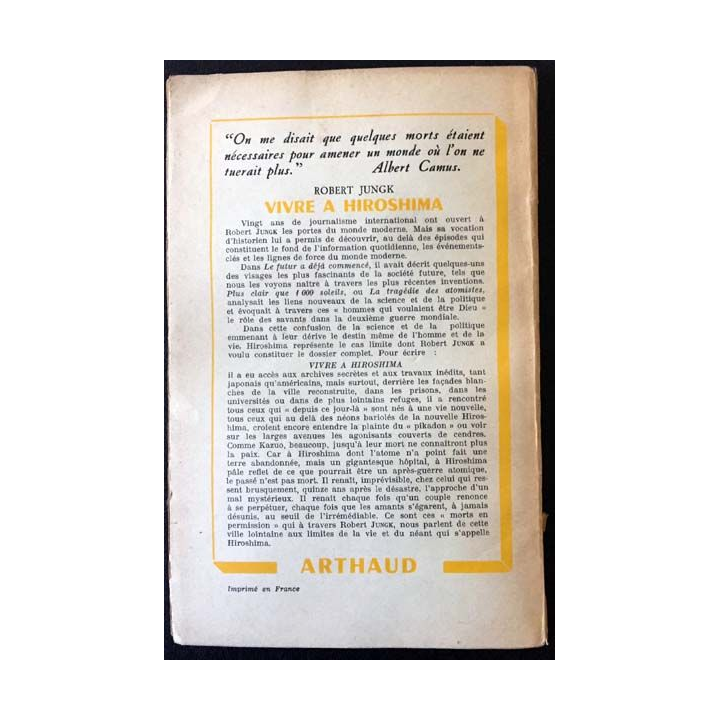 “On me disait que quelques morts étaient
nécessaires pour amener un monde où l'on ne
tuerait plus.” Albert Camus.
ROBERT JUNGK
VIVRE A HIROSHIMA
Vingt ans de journalisme international ont ouvert à
Robert JUNGK les portes du monde moderne. Mais sa vocation
d'historien lui a permis de découvrir, au delà des épisodes qui
constituent le fond de l'information quotidienne, les événements-
clés et les lignes de force du monde moderne.
Dans Le futur a déjà commencé, il avait décrit quelques-uns
des visages les plus fascinants de la société future, tels que
nous les voyons naître à travers les plus récentes inventions.
Plus clair que 1 000 soleils, ou La tragédie des atomistes,
analysait les liens nouveaux de la science et de la politique
et évoquait à travers ces « hommes qui voulaient être Dieu »
le rôle des savants dans la deuxième guerre mondiale.
Dans cette confusion de la science et de la politique
emmenant à leur dérive le destin même de l'homme et de la
vie, Hiroshima représente le cas limite dont Robert JUNGK a
voulu constituer le dossier complet. Pour écrire :
VIVRE A HIROSHIMA
il a eu accès aux archives secrètes et aux travaux inédits, tant
japonais qu'américains, mais surtout, derrière les façades blan-
ches de la ville reconstruite, dans les prisons, dans les
universités ou dans de plus lointains refuges, il a rencontré
tous ceux qui « depuis ce jour-là » sont nés à une vie nouvelle,
tous ceux qui au delà des néons bariolés de la nouvelle Hiros-
hima, croient encore entendre la plainte du « pikadon » ou voir
sur les larges avenues les agonisants couverts de cendres.
Comme Kazuo, beaucoup, jusqu'à leur mort ne connaîtront plus
la paix. Car à Hiroshima dont l'atome n'a point fait une
terre abandonnée, mais un gigantesque hôpital, à Hiroshima
pâle reflet de ce que pourrait être un après-guerre atomique,
le passé n'est pas mort. Il renaît, imprévisible, chez celui qui res-
sent brusquement, quinze ans après le désastre, l'approche d'un
mal mystérieux. Il renaît chaque fois qu'un couple renonce
à se perpétuer, chaque fois que les amants s'égarent, à jamais
désunis, au seuil de l'irrémédiable. Ce sont ces « morts en
permission » qui à travers Robert JUNGK, nous parlent de cette
ville lointaine aux limites de la vie et du néant qui s'appelle
Hiroshima.
ARTHAUD
Imprimé en France